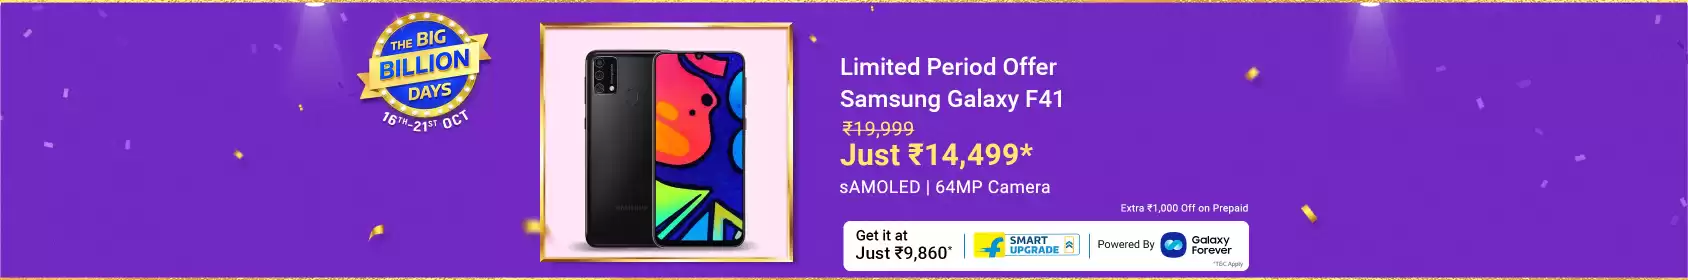 THE BIG
BILLION
DAYS
16TH-21ST OCT
SAMSUNG
Limited Period Offer
Samsung Galaxy F41
₹19,999
Just ₹14,499*
sAMOLED | 64MP Camera
Extra ₹1,000 Off on Prepaid
Get it at
Just ₹9,860*
SMART
UPGRADE
Powered By
Galaxy
Forever
*T&C Apply